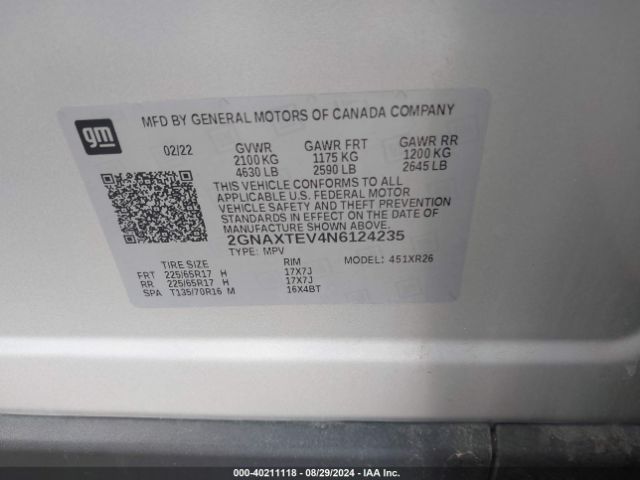 gm
MFD BY GENERAL MOTORS OF CANADA COMPANY
02/22 GVWR GAWR FRT GAWR RR
2100 KG 1175 KG 1200 KG
4630 LB 2590 LB 2645 LB
THIS VEHICLE CONFORMS TO ALL
APPLICABLE U.S. FEDERAL MOTOR
VEHICLE SAFETY AND THEFT PREVENTION
STANDARDS IN EFFECT ON THE DATE OF
MANUFACTURE SHOWN ABOVE.
2GNAXTEV4N6124235
TYPE: MPV MODEL: 451XR26
TIRE SIZE RIM
FRT 225/65R17 H 17X7J
RR 225/65R17 H 17X7J
SPA T135/70R16 M 16X4BT
000-40211118 - 08/29/2024 - IAA Inc.